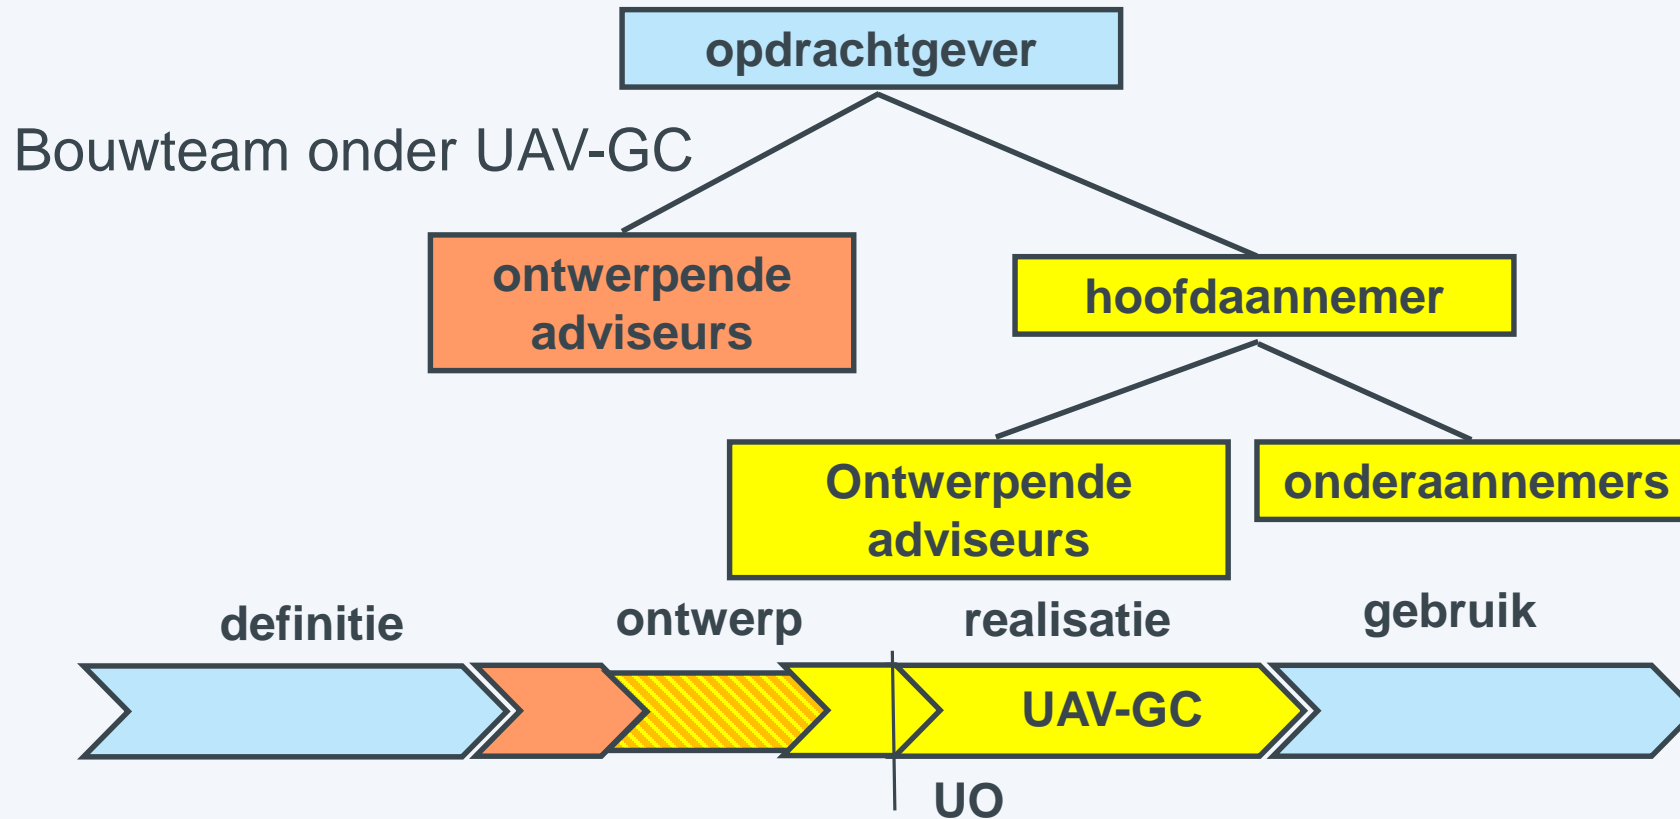 opdrachtgever
Bouwteam onder UAV-GC
ontwerpende
adviseurs
hoofdaannemer
Ontwerpende
adviseurs
onderaannemers
definitie
ontwerp
realisatie
gebruik
UAV-GC
UO